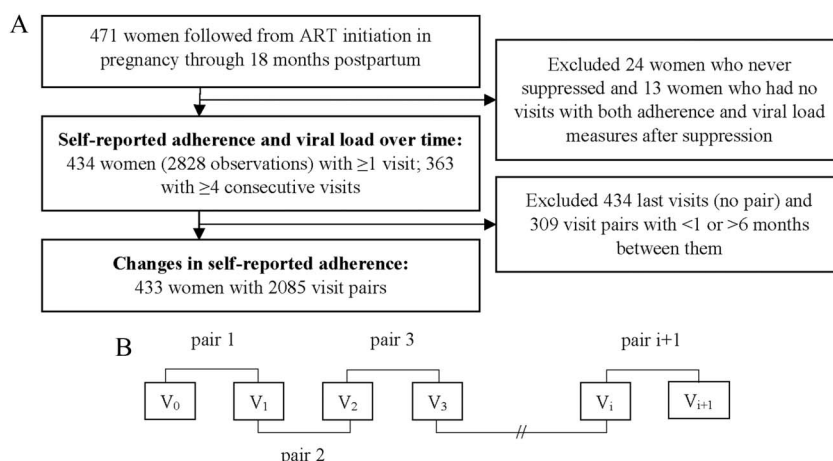 A
471 women followed from ART initiation in
pregnancy through 18 months postpartum
Excluded 24 women who never
suppressed and 13 women who had no
visits with both adherence and viral load
measures after suppression
Self-reported adherence and viral load over time:
434 women (2828 observations) with ≥1 visit; 363
with ≥4 consecutive visits
Excluded 434 last visits (no pair) and
309 visit pairs with <1 or >6 months
between them
Changes in self-reported adherence:
433 women with 2085 visit pairs
B
pair 1 pair 3 pair i+1
V0 V1 V2 V3 Vi Vi+1
pair 2